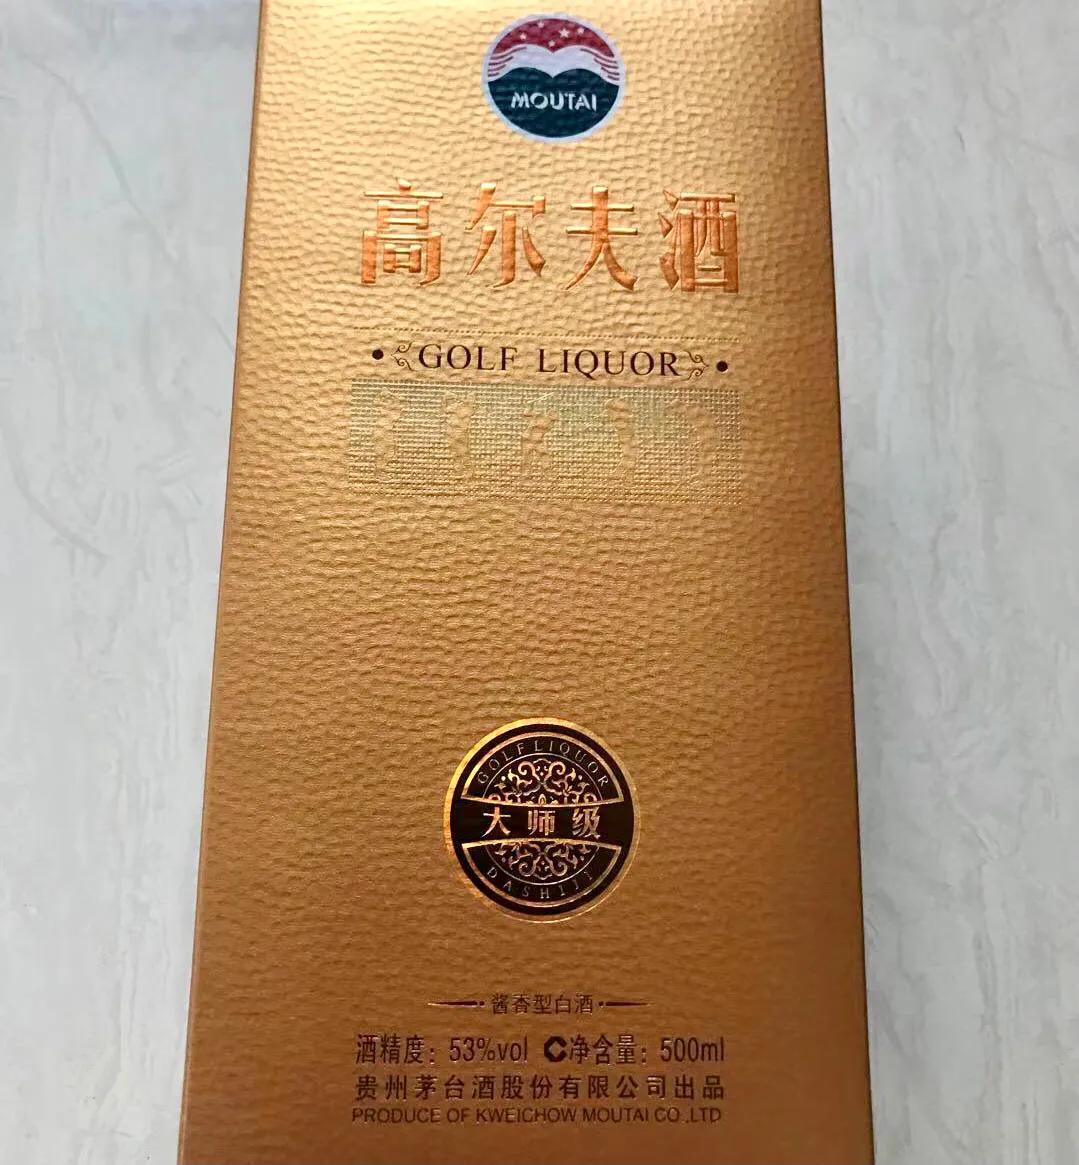 MOUTAI
高尔夫酒
GOLF LIQUOR
GOLF LIQUOR
大师级
DASHIJI
酱香型白酒
酒精度：53%vol C净含量：500ml
贵州茅台酒股份有限公司出品
PRODUCE OF KWEICHOW MOUTAI CO.,LTD